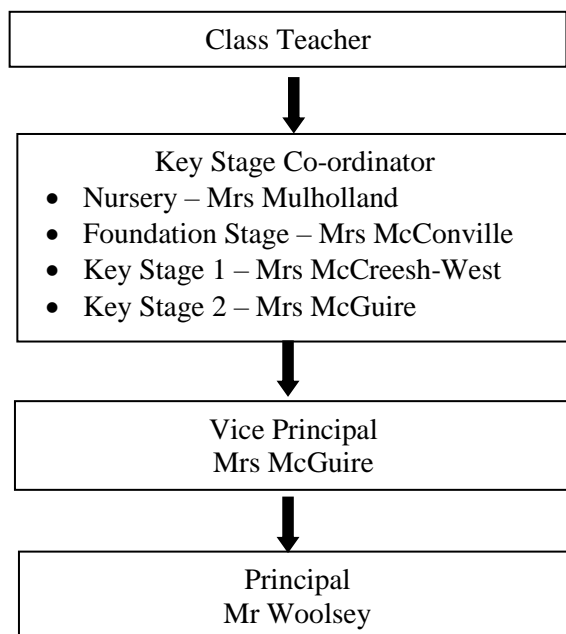 Class Teacher
Key Stage Co-ordinator
• Nursery – Mrs Mulholland
• Foundation Stage – Mrs McConville
• Key Stage 1 – Mrs McCreesh-West
• Key Stage 2 – Mrs McGuire
Vice Principal
Mrs McGuire
Principal
Mr Woolsey